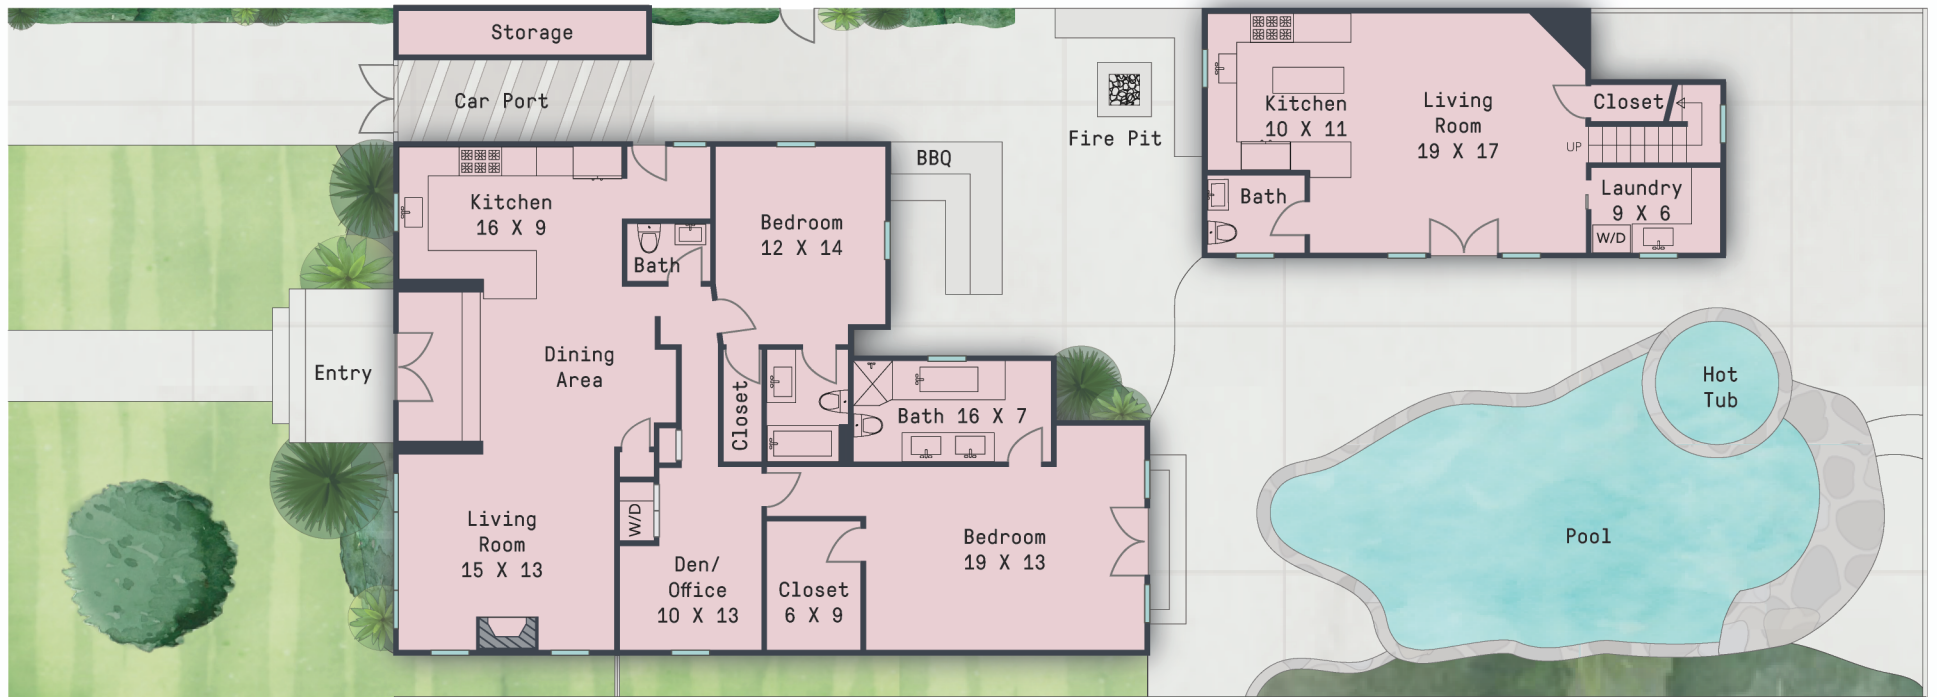 Storage
Car Port
Kitchen
16 X 9
Bath
Bedroom
12 X 14
BBQ
Fire Pit
Kitchen
10 X 11
Living
Room
19 X 17
Closet
UP
Bath
Laundry
9 X 6
W/D
Entry
Dining
Area
Closet
Bath 16 X 7
Hot
Tub
Living
Room
15 X 13
W/D
Den/
Office
10 X 13
Closet
6 X 9
Bedroom
19 X 13
Pool